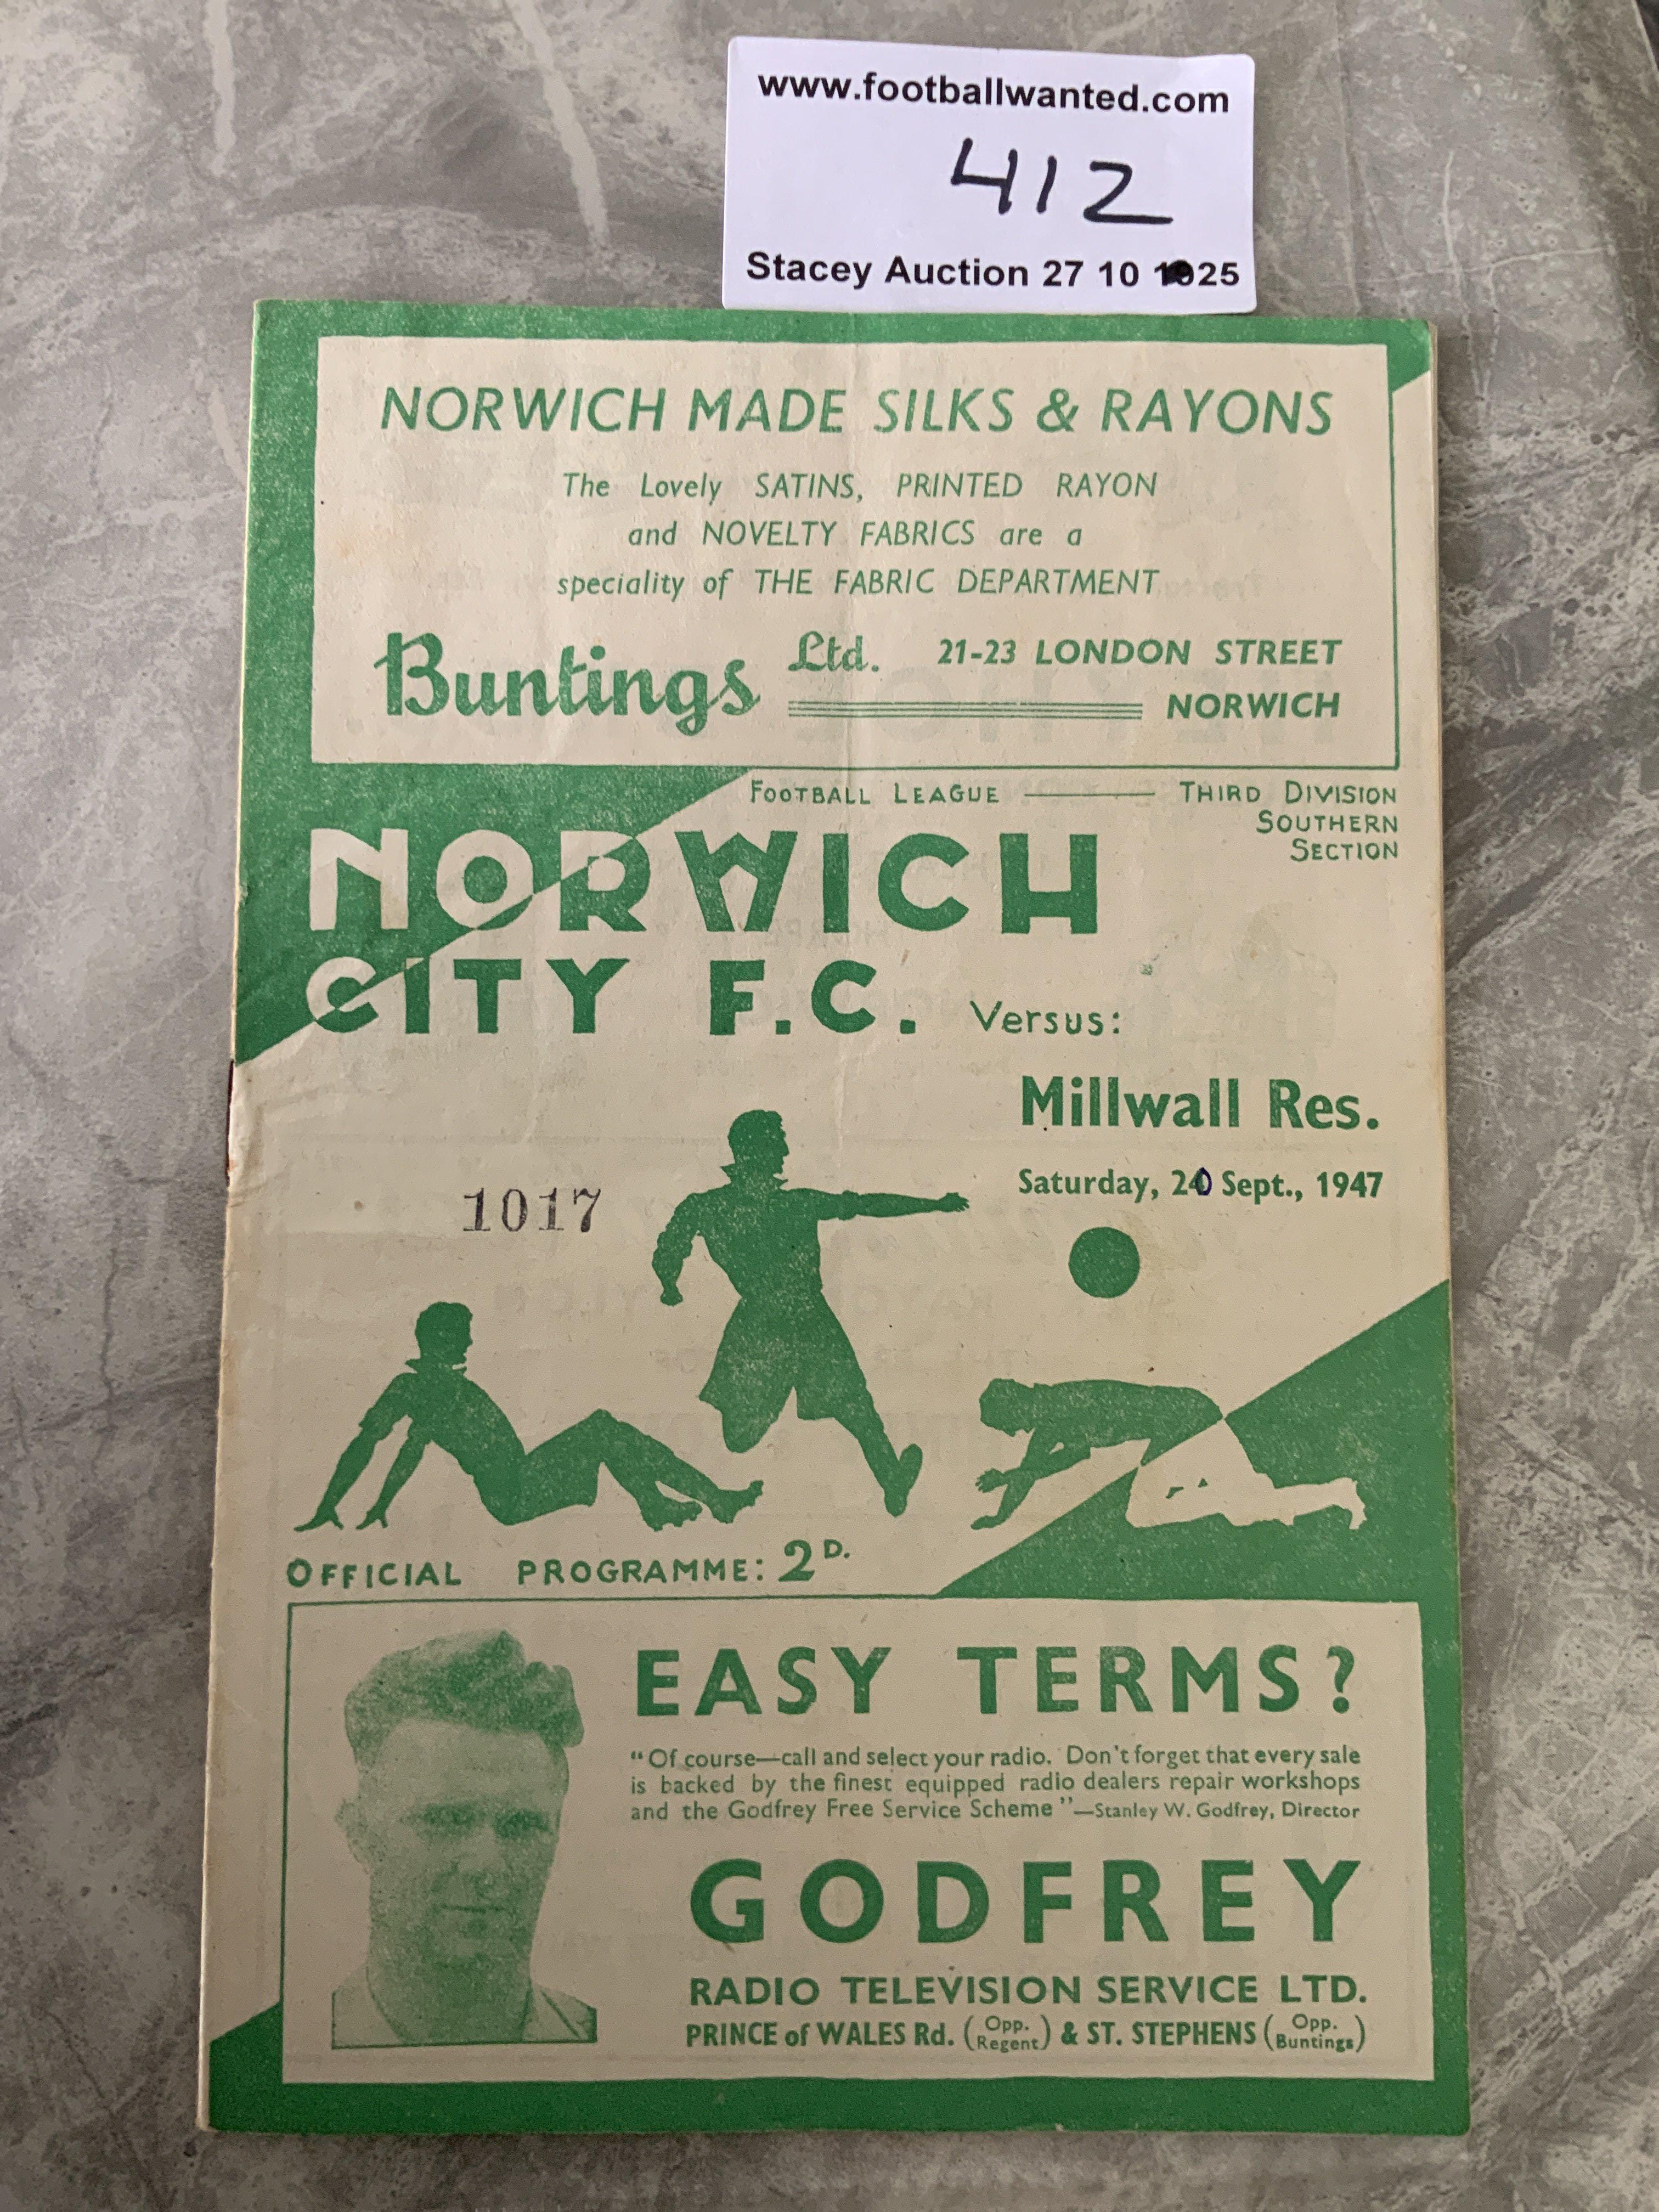 www.footballwanted.com
412
Stacey Auction 27 10 1925
NORWICH MADE SILKS & RAYONS
The Lovely SATINS, PRINTED RAYON
and NOVELTY FABRICS are a
speciality of THE FABRIC DEPARTMENT
Buntings Ltd. 21-23 LONDON STREET
NORWICH
FOOTBALL LEAGUE — THIRD DIVISION
SOUTHERN
SECTION
NORWICH
CITY F.C. Versus:
Millwall Res.
Saturday, 20 Sept., 1947
1017
OFFICIAL PROGRAMME: 2D.
EASY TERMS?
"Of course—call and select your radio. Don't forget that every sale
is backed by the finest equipped radio dealers repair workshops
and the Godfrey Free Service Scheme"—Stanley W. Godfrey, Director
GODFREY
RADIO TELEVISION SERVICE LTD.
PRINCE of WALES Rd. (Opp. Regent) & ST. STEPHENS (Opp. Buntings)